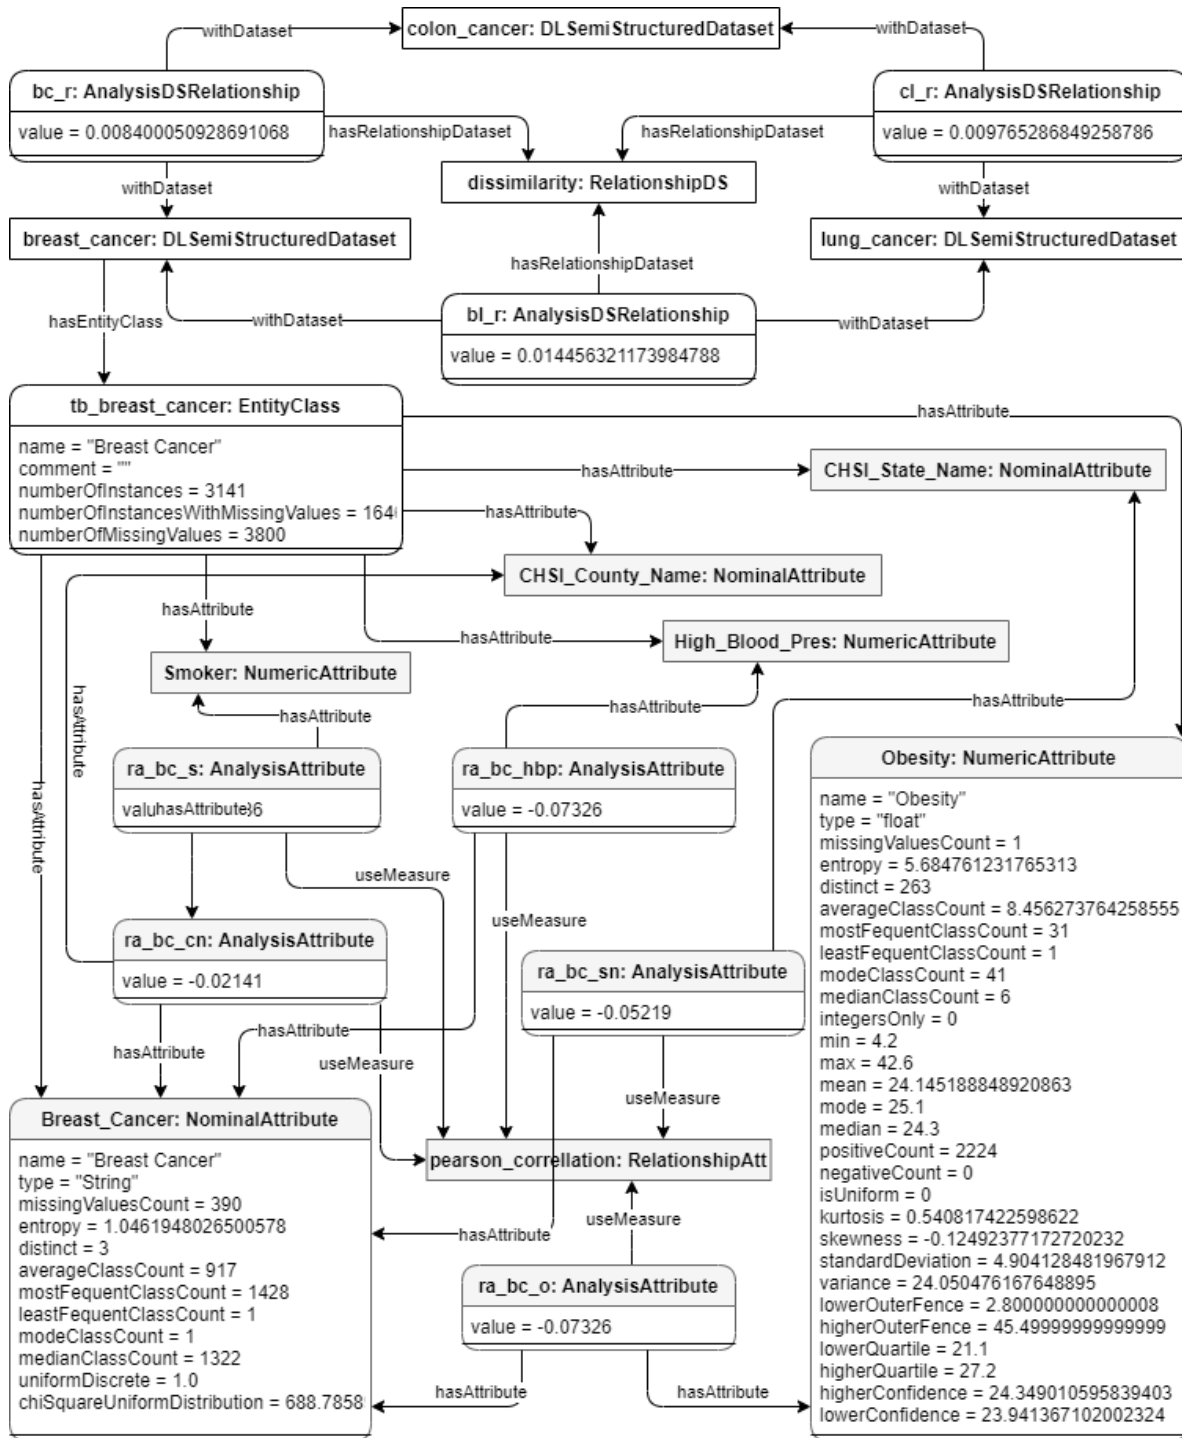 withDataset
colon_cancer: DLSemiStructuredDataset
withDataset
bc_r: AnalysisDSRelationship
value = 0.008400050928691068
cl_r: AnalysisDSRelationship
value = 0.009765286849258786
hasRelationshipDataset
hasRelationshipDataset
dissimilarity: RelationshipDS
withDataset
withDataset
breast_cancer: DLSemiStructuredDataset
lung_cancer: DLSemiStructuredDataset
hasRelationshipDataset
hasEntityClass
withDataset
bl_r: AnalysisDSRelationship
value = 0.014456321173984788
withDataset
tb_breast_cancer: EntityClass
name = "Breast Cancer"
comment = ""
numberOfInstances = 3141
numberOfInstancesWithMissingValues = 164
numberOfMissingValues = 3800
hasAttribute
hasAttribute
CHSI_State_Name: NominalAttribute
hasAttribute
CHSI_County_Name: NominalAttribute
hasAttribute
hasAttribute
High_Blood_Pres: NumericAttribute
Smoker: NumericAttribute
hasAttribute
hasAttribute
hasAttribute
hasAttribute
hasAttribute
ra_bc_s: AnalysisAttribute
valuhasAttribute36
ra_bc_hbp: AnalysisAttribute
value = -0.07326
useMeasure
useMeasure
ra_bc_cn: AnalysisAttribute
value = -0.02141
ra_bc_sn: AnalysisAttribute
value = -0.05219
hasAttribute
hasAttribute
useMeasure
useMeasure
Obesity: NumericAttribute
name = "Obesity"
type = "float"
missingValuesCount = 1
entropy = 5.684761231765313
distinct = 263
averageClassCount = 8.456273764258555
mostFequentClassCount = 31
leastFequentClassCount = 1
modeClassCount = 41
medianClassCount = 6
integersOnly = 0
min = 4.2
max = 42.6
mean = 24.145188848920863
mode = 25.1
median = 24.3
positiveCount = 2224
negativeCount = 0
isUniform = 0
kurtosis = 0.540817422598622
skewness = -0.12492377172720232
standardDeviation = 4.904128481967912
variance = 24.050476167648895
lowerOuterFence = 2.800000000000008
higherOuterFence = 45.49999999999999
lowerQuartile = 21.1
higherQuartile = 27.2
higherConfidence = 24.349010595839403
lowerConfidence = 23.941367102002324
Breast_Cancer: NominalAttribute
name = "Breast Cancer"
type = "String"
missingValuesCount = 390
entropy = 1.0461948026500578
distinct = 3
averageClassCount = 917
mostFequentClassCount = 1428
leastFequentClassCount = 1
modeClassCount = 1
medianClassCount = 1322
uniformDiscrete = 1.0
chiSquareUniformDistribution = 688.7858
pearson_correllation: RelationshipAtt
useMeasure
hasAttribute
ra_bc_o: AnalysisAttribute
value = -0.07326
hasAttribute
hasAttribute